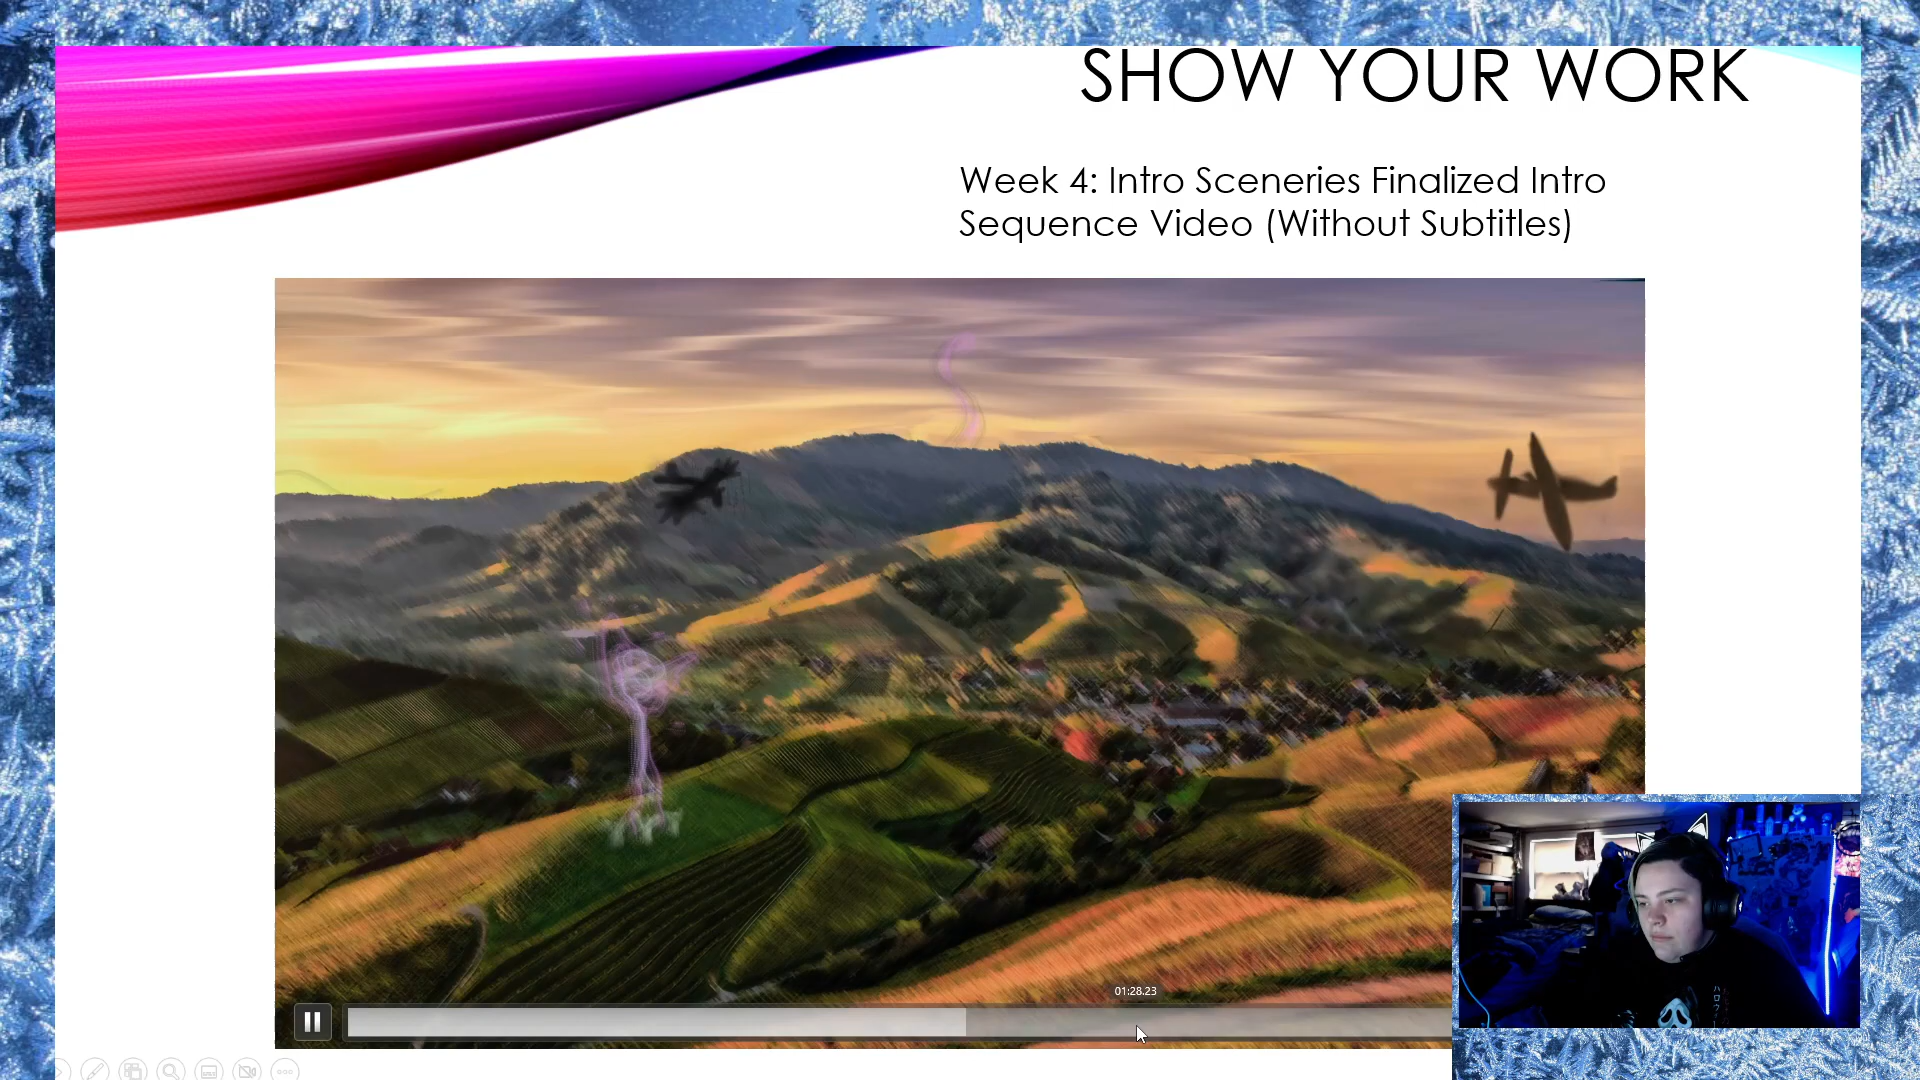 SHOW YOUR WORK
Week 4: Intro Sceneries Finalized Intro
Sequence Video (Without Subtitles)
01:28.23